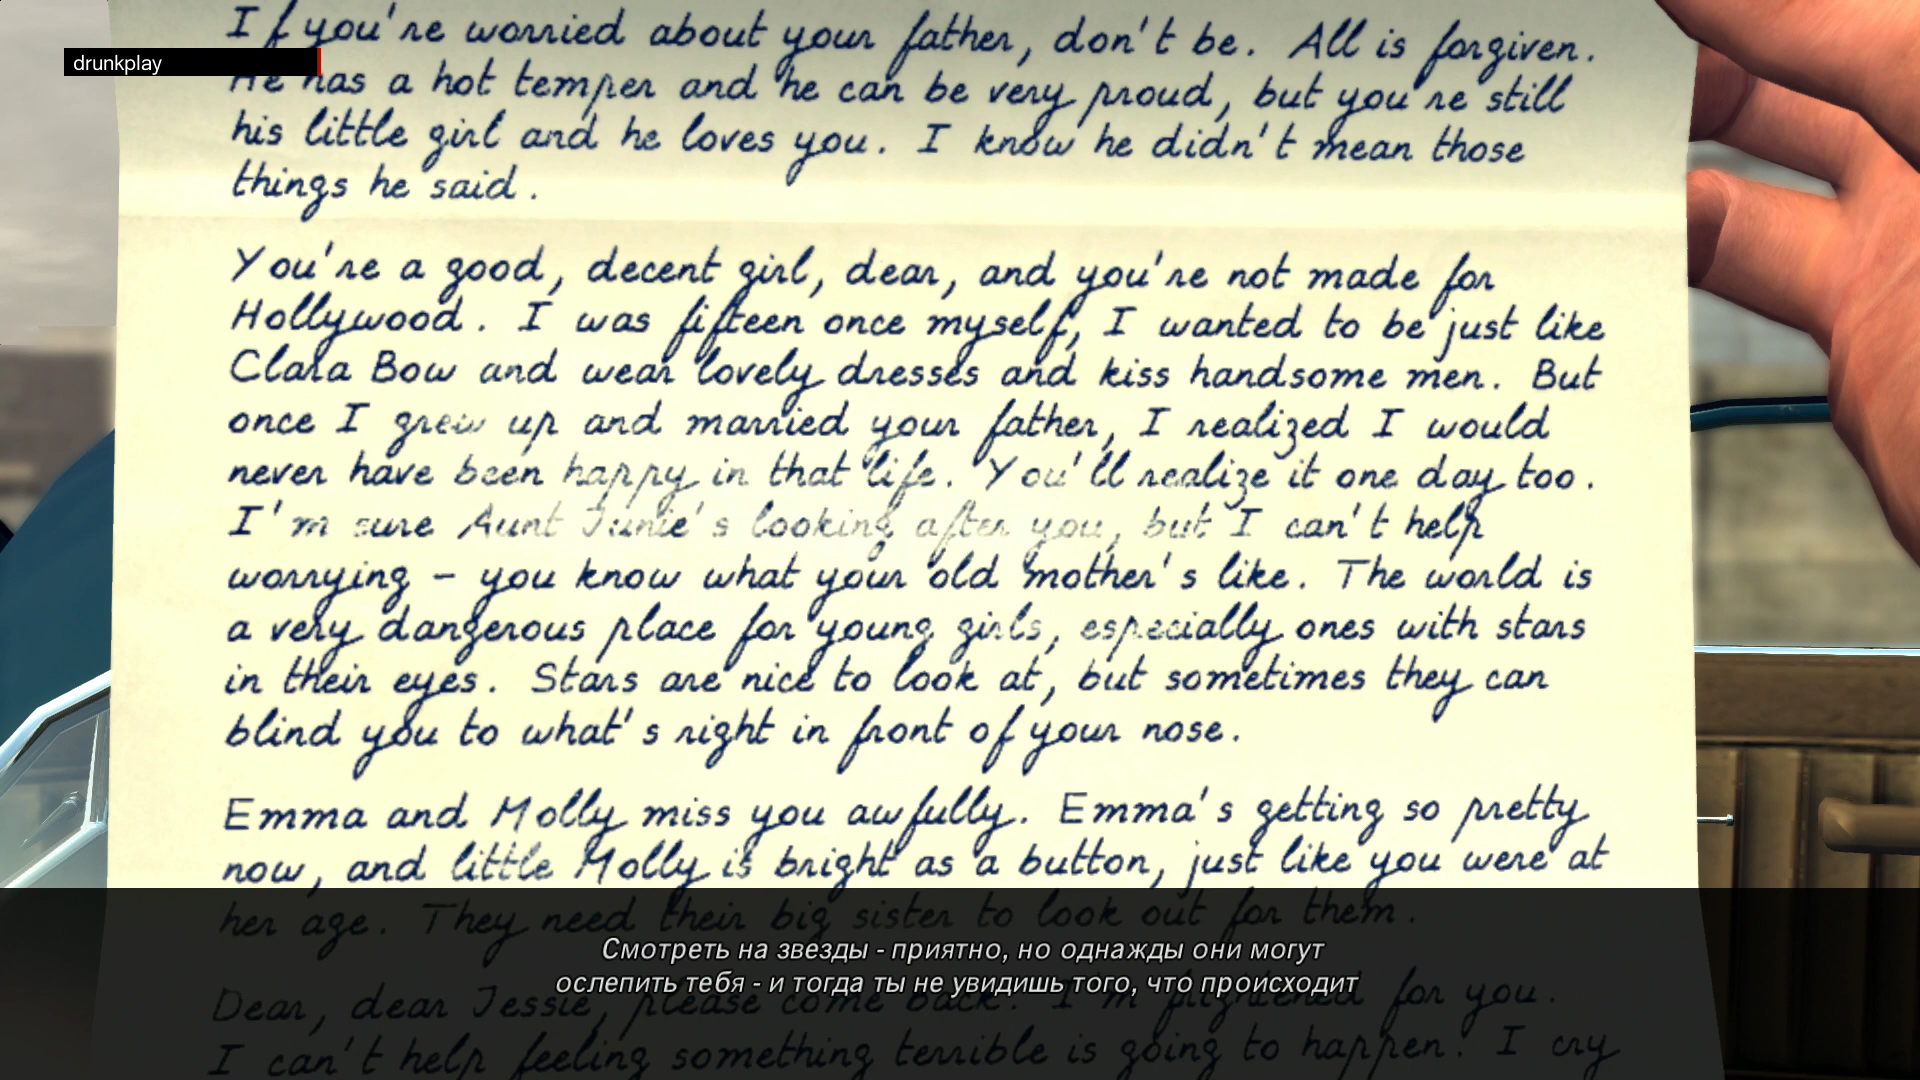 If you're worried about your father, don't be. All is forgiven.
drunkplay
He has a hot temper and he can be very proud, but you're still
his little girl and he loves you. I know he didn't mean those
things he said.
You're a good, decent girl, dear, and you're not made for
Hollywood. I was fifteen once myself, I wanted to be just like
Clara Bow and wear lovely dresses and kiss handsome men. But
once I grew up and married your father, I realized I would
never have been happy in that life. You'll realize it one day too.
I'm sure Aunt Junie's looking after you, but I can't help
worrying - you know what your old mother's like. The world is
a very dangerous place for young girls, especially ones with stars
in their eyes. Stars are nice to look at, but sometimes they can
blind you to what's right in front of your nose.
Emma and Molly miss you awfully. Emma's getting so pretty
now, and little Molly is bright as a button, just like you were at
her age. They need their big sister to look out for them.
Смотреть на звезды - приятно, но однажды они могут
ослепить тебя - и тогда ты не увидишь того, что происходит
Dear, dear Jessie, please come back. I'm frightened for you.
I can't help feeling something terrible is going to happen. I cry